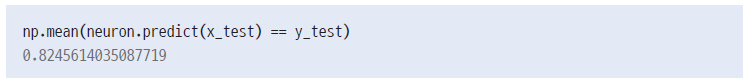 np.mean(neuron.predict(x_test) == y_test)
0.8245614035087719